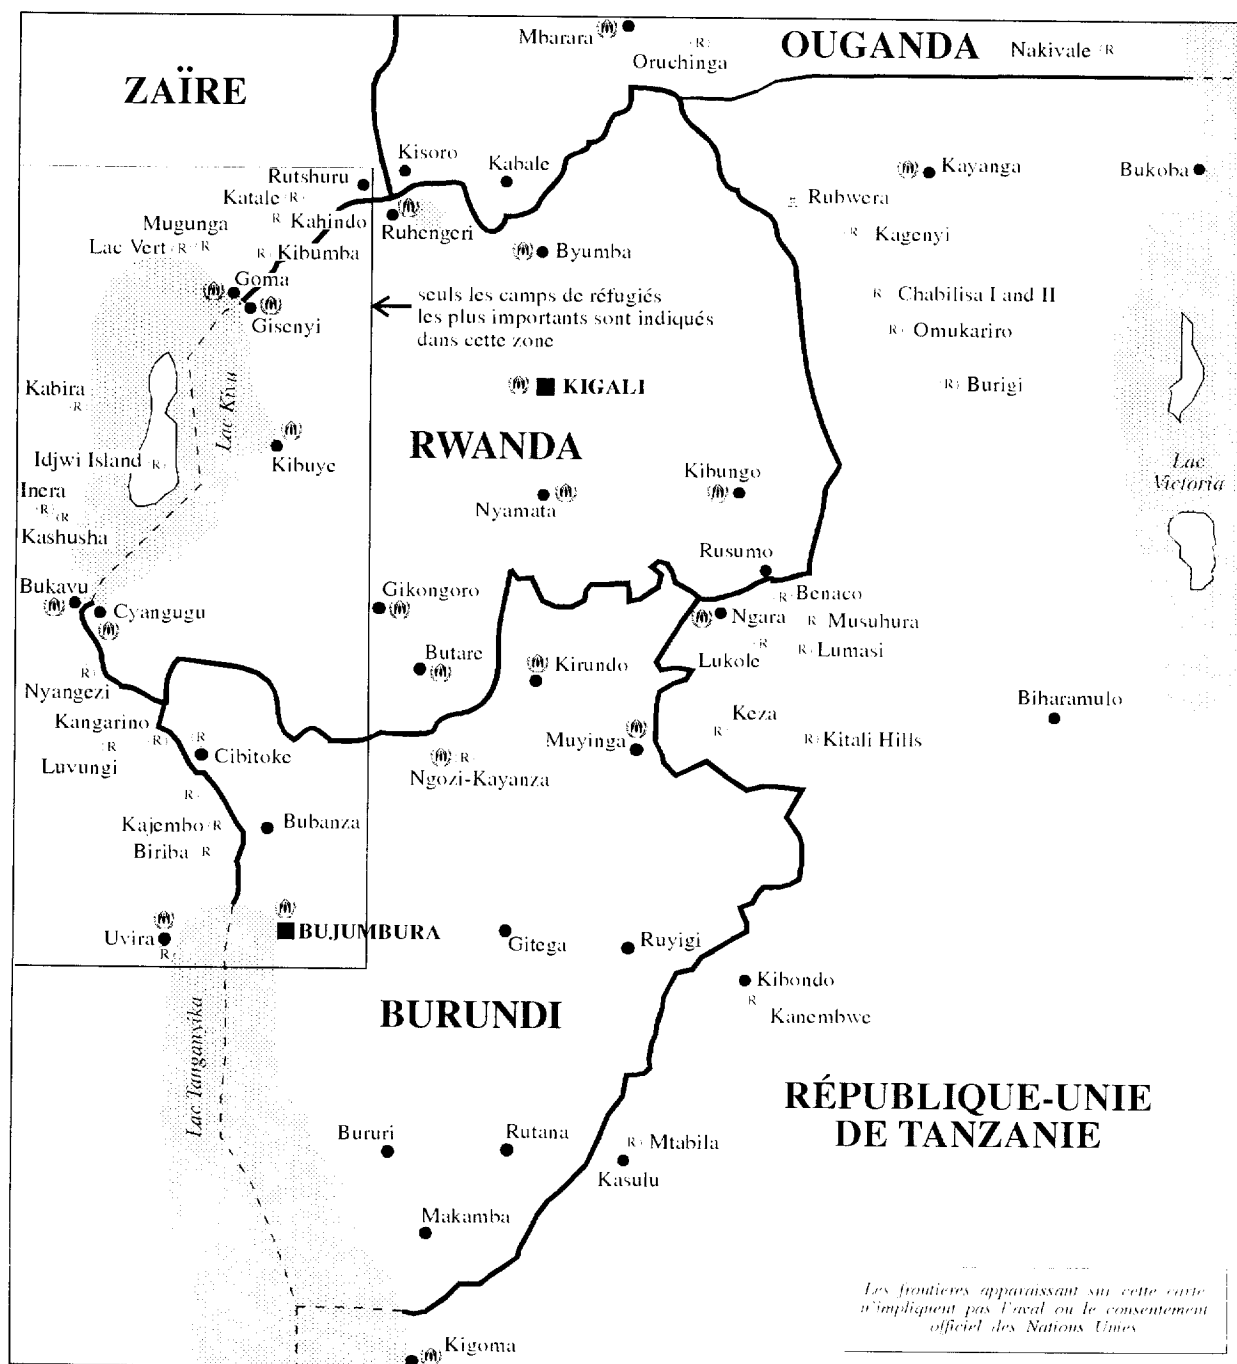 Mbarara
(R)
Oruchinga
OUGANDA
Nakivale (R
ZAÏRE
Kisoro
Kabale
Rutshuru
Katale (R)
R Kahindo
Mugunga
Lac Vert (R) R
(R) Kibumba
Ruhengeri
Goma
Gisenyi
Byumba
seuls les camps de réfugiés
les plus importants sont indiqués
dans cette zone
Kayanga
Bukoba
Rubwera
R) Kagenyi
R Chabilisa I and II
R) Omukariro
(R) Burigi
KIGALI
Kabira
(R)
Lac Kivu
RWANDA
Idjwi Island (R)
Kibuye
Inera
(R) (R
Kashusha
Nyamata
Kibungo
Lac
Victoria
Rusumo
Bukavu
Cyangugu
Gikongoro
(R) Benaco
Ngara
R Musuhura
R)
Lukole
R) Lumasi
Butare
Kirundo
R)
Nyangezi
Kangarino (R) (R
R
Luvungi
Cibitoke
Muyinga
Keza
R)
(R) Kitali Hills
Biharamulo
(R)
Ngozi-Kayanza
R)
Kajembo (R
Biriba R
Bubanza
Uvira
R)
BUJUMBURA
Gitega
Ruyigi
Kibondo
R
Kanembwe
BURUNDI
Lac Tanganyika
RÉPUBLIQUE-UNIE
DE TANZANIE
Bururi
Rutana
R) Mtabila
Kasulu
Makamba
Kigoma
Les frontieres apparaissant sur cette carte
n'impliquent pas l'aval ou le consentement
officiel des Nations Unies